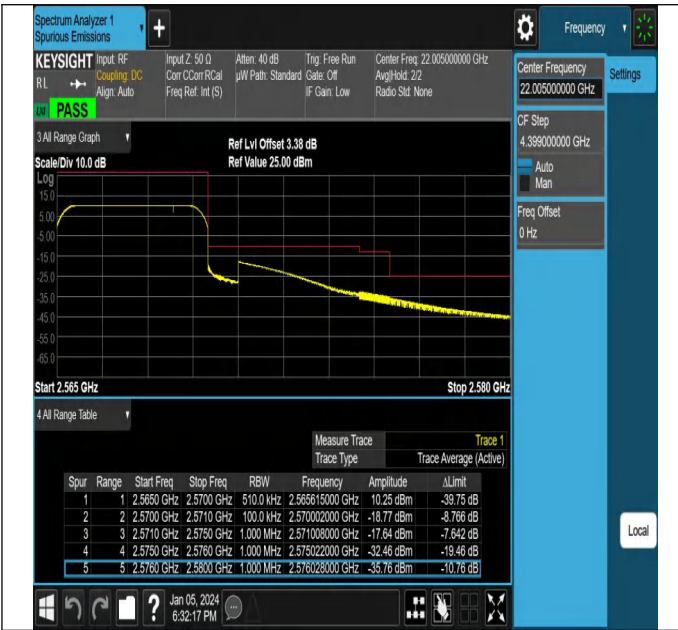 Spectrum Analyzer 1
Spurious Emissions
+
Frequency
KEYSIGHT
RL
PASS
Input: RF
Coupling: DC
Align: Auto
Input Z: 50 Ω
Corr CCorr RCal
Freq Ref: Int (S)
Atten: 40 dB
µW Path: Standard
Trig: Free Run
Gate: Off
IF Gain: Low
Center Freq: 22.005000000 GHz
Avg|Hold: 2/2
Radio Std: None
Center Frequency
22.005000000 GHz
Settings
CF Step
4.399000000 GHz
Auto
Man
Freq Offset
0 Hz
Local
3 All Range Graph
Ref Lvl Offset 3.38 dB
Scale/Div 10.0 dB
Ref Value 25.00 dBm
Log
15.0
5.00
-5.00
-15.0
-25.0
-35.0
-45.0
-55.0
-65.0
Start 2.565 GHz
Stop 2.580 GHz
4 All Range Table
Measure Trace Trace 1
Trace Type Trace Average (Active)
Spur Range Start Freq Stop Freq RBW Frequency Amplitude ΔLimit
1 1 2.5650 GHz 2.5700 GHz 510.0 kHz 2.565615000 GHz 10.25 dBm -39.75 dB
2 2 2.5700 GHz 2.5710 GHz 100.0 kHz 2.570002000 GHz -18.77 dBm -8.766 dB
3 3 2.5710 GHz 2.5750 GHz 1.000 MHz 2.571008000 GHz -17.64 dBm -7.642 dB
4 4 2.5750 GHz 2.5760 GHz 1.000 MHz 2.575022000 GHz -32.46 dBm -19.46 dB
5 5 2.5760 GHz 2.5800 GHz 1.000 MHz 2.576028000 GHz -35.76 dBm -10.76 dB
?
Jan 05, 2024
6:32:17 PM